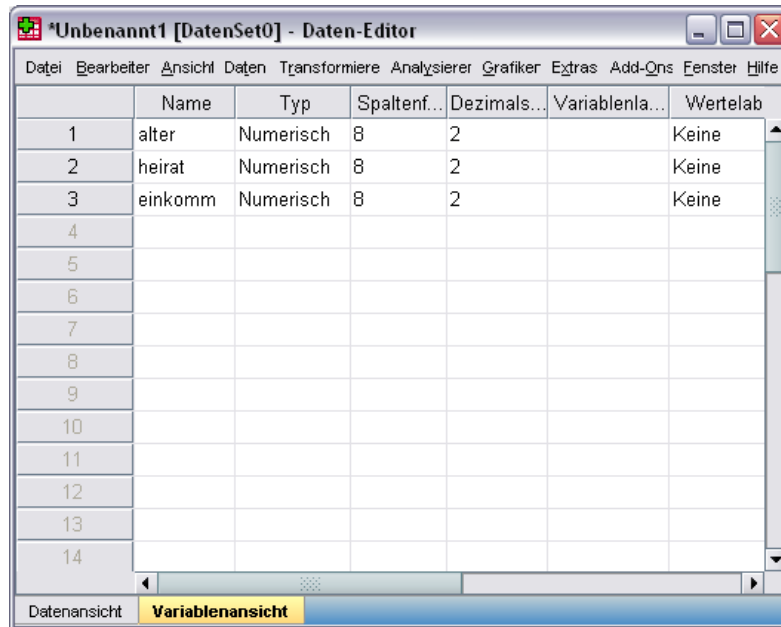 *Unbenannt1 [DatenSet0] - Daten-Editor
Datei Bearbeiter Ansicht Daten Transformiere Analysierer Grafiker Extras Add-Ons Fenster Hilfe
Name Typ Spaltenf... Dezimals... Variablenla... Wertelab
1 alter Numerisch 8 2 Keine
2 heirat Numerisch 8 2 Keine
3 einkomm Numerisch 8 2 Keine
4
5
6
7
8
9
10
11
12
13
14
Datenansicht Variablenansicht